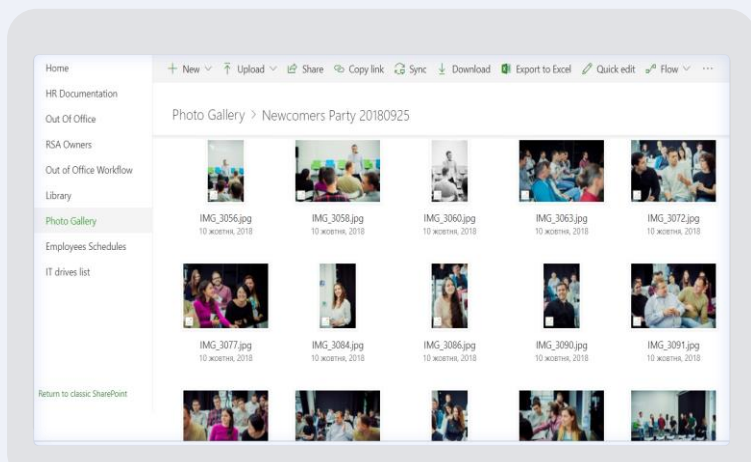 Home
HR Documentation
Out Of Office
RSA Owners
Out of Office Workflow
Library
Photo Gallery
Employees Schedules
IT drives list
Return to classic SharePoint
+ New Upload Share Copy link Sync Download Export to Excel Quick edit Flow ...
Photo Gallery > Newcomers Party 20180925
IMG_3056.jpg IMG_3058.jpg IMG_3060.jpg IMG_3063.jpg IMG_3072.jpg
10 жовтня, 2018 10 жовтня, 2018 10 жовтня, 2018 10 жовтня, 2018 10 жовтня, 2018
IMG_3077.jpg IMG_3084.jpg IMG_3086.jpg IMG_3090.jpg IMG_3091.jpg
10 жовтня, 2018 10 жовтня, 2018 10 жовтня, 2018 10 жовтня, 2018 10 жовтня, 2018